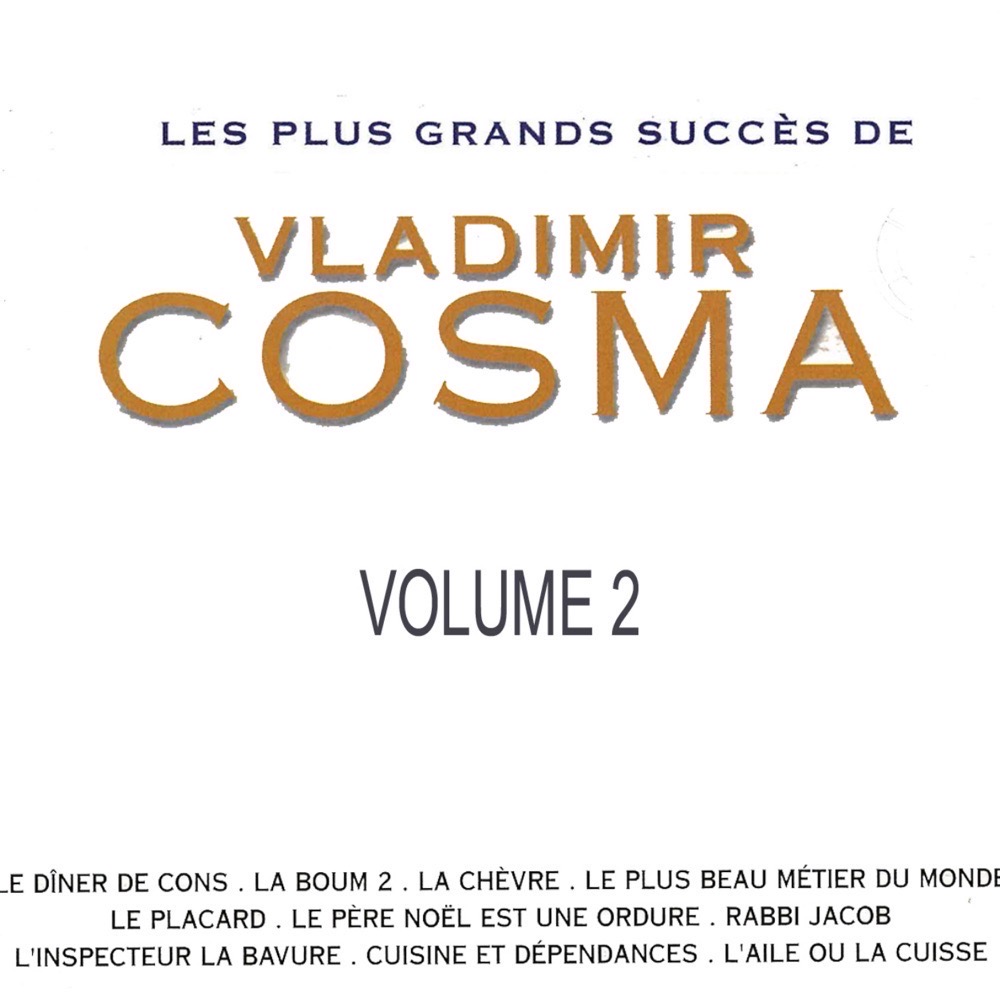 LES PLUS GRANDS SUCCÈS DE
VLADIMIR
COSMA
VOLUME 2
LE DÎNER DE CONS . LA BOUM 2 . LA CHÈVRE . LE PLUS BEAU MÉTIER DU MONDE
LE PLACARD . LE PÈRE NOËL EST UNE ORDURE . RABBI JACOB
L'INSPECTEUR LA BAVURE . CUISINE ET DÉPENDANCES . L'AILE OU LA CUISSE